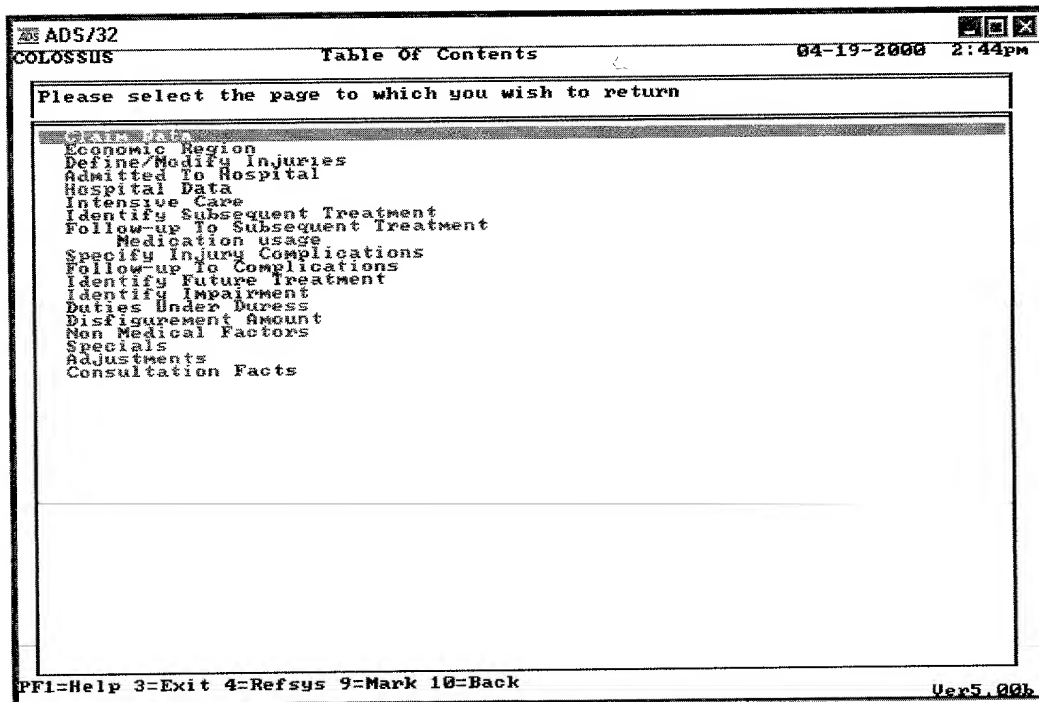 ADS/32
COLOSSUS Table Of Contents 04-19-2000 2:44pm
Please select the page to which you wish to return
Claim Data
Economic Region
Define/Modify Injuries
Admitted To Hospital
Hospital Data
Intensive Care
Identify Subsequent Treatment
Follow-up To Subsequent Treatment
Medication usage
Specify Injury Complications
Follow-up To Complications
Identify Future Treatment
Identify Impairment
Duties Under Duress
Disfigurement Amount
Non Medical Factors
Specials
Adjustments
Consultation Facts
PF1=Help 3=Exit 4=Refsys 9=Mark 10=Back
Ver5.00b